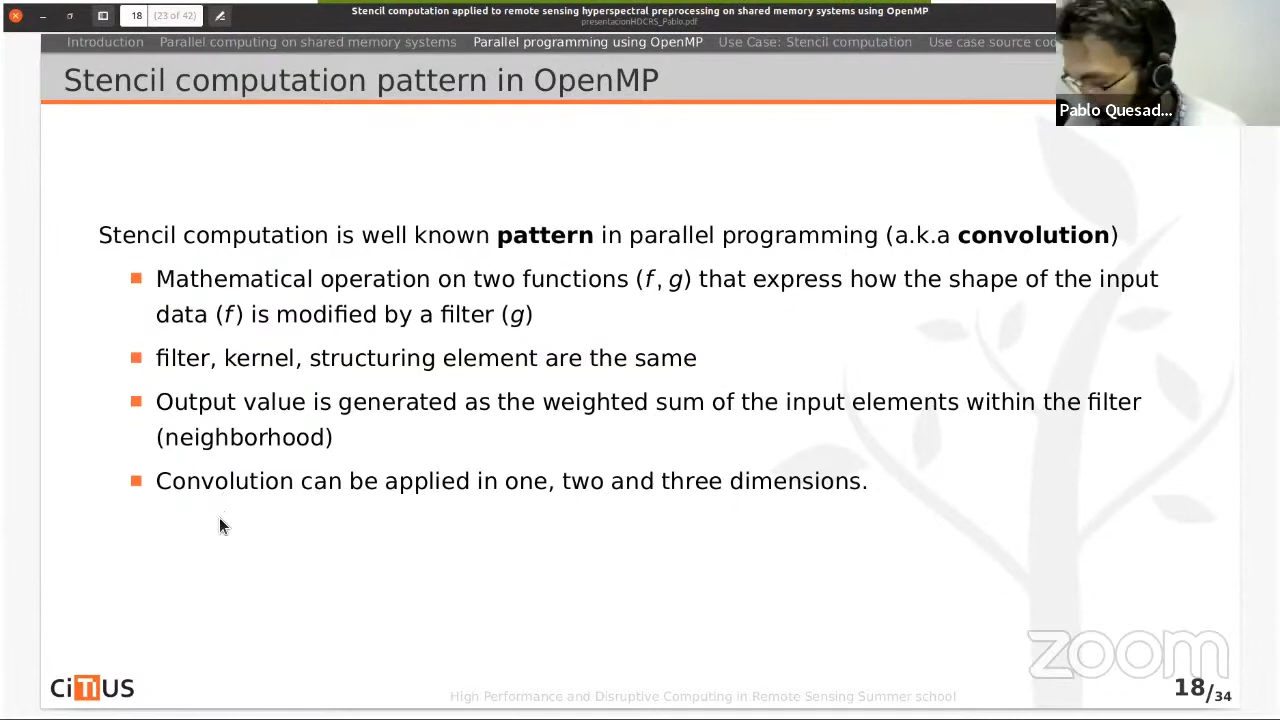 Stencil computation applied to remote sensing hyperspectral preprocessing on shared memory systems using OpenMP
18 (23 of 42) presentacionHDCRS_Pablo.pdf
Introduction Parallel computing on shared memory systems Parallel programming using OpenMP Use Case: Stencil computation Use case source
Stencil computation pattern in OpenMP
Pablo Quesad...
Stencil computation is well known pattern in parallel programming (a.k.a convolution)
Mathematical operation on two functions (f, g) that express how the shape of the input
data (f) is modified by a filter (g)
filter, kernel, structuring element are the same
Output value is generated as the weighted sum of the input elements within the filter
(neighborhood)
Convolution can be applied in one, two and three dimensions.
zoom
CiTIUS
High Performance and Disruptive Computing in Remote Sensing Summer school
18/34